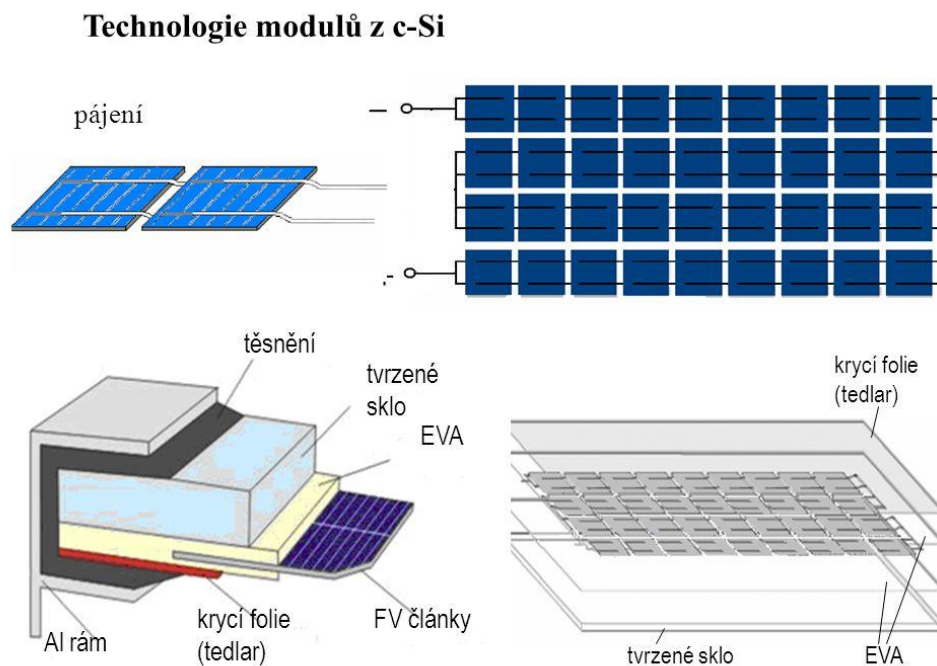 Technologie modulů z c-Si
pájení
těsnění
tvrzené
sklo
EVA
krycí folie
(tedlar)
FV články
Al rám
krycí folie
(tedlar)
tvrzené sklo
EVA